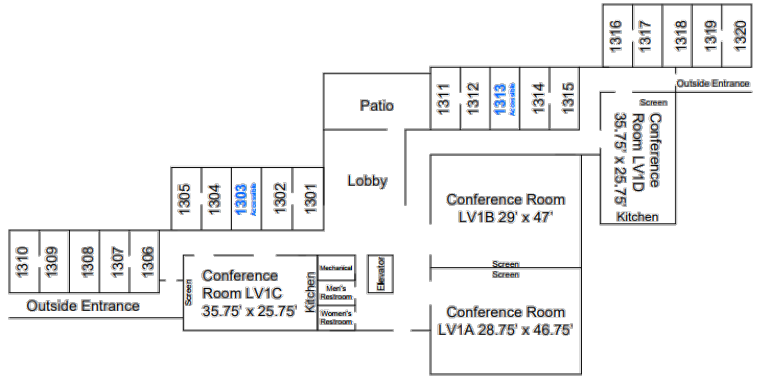 1316
1317
1318
1319
1320
Outside Entrance
1311
1312
1313
Accessible
1314
1315
Patio
Screen
Conference
Room LV1D
35.75' x 25.75'
Kitchen
1305
1304
1303
Accessible
1302
1301
Lobby
Conference Room
LV1B 29' x 47'
1310
1309
1308
1307
1306
Outside Entrance
Screen
Conference
Room LV1C
35.75' x 25.75'
Kitchen
Mechanical
Men's
Restroom
Women's
Restroom
Elevator
Screen
Screen
Conference Room
LV1A 28.75' x 46.75'